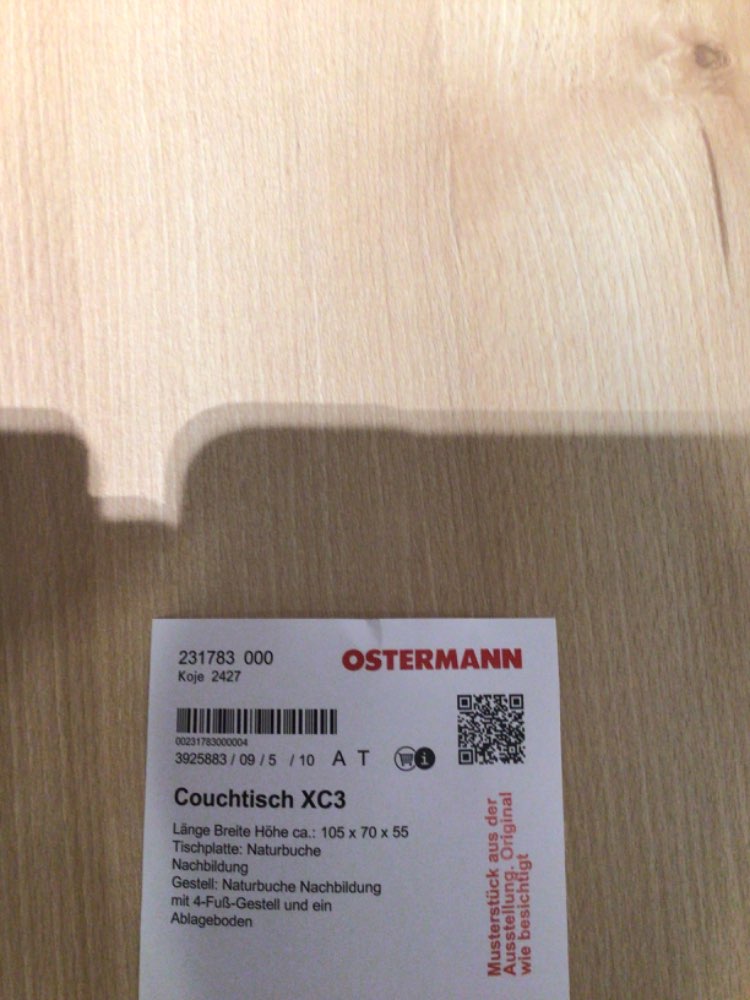 231783 000
OSTERMANN
Koje 2427
00231783000004
3925883 / 09 / 5 / 10 A T
i
Couchtisch XC3
Länge Breite Höhe ca.: 105 x 70 x 55
Tischplatte: Naturbuche
Nachbildung
Gestell: Naturbuche Nachbildung
mit 4-Fuß-Gestell und ein
Ablageboden
Musterstück aus der
Ausstellung. Original
wie besichtigt